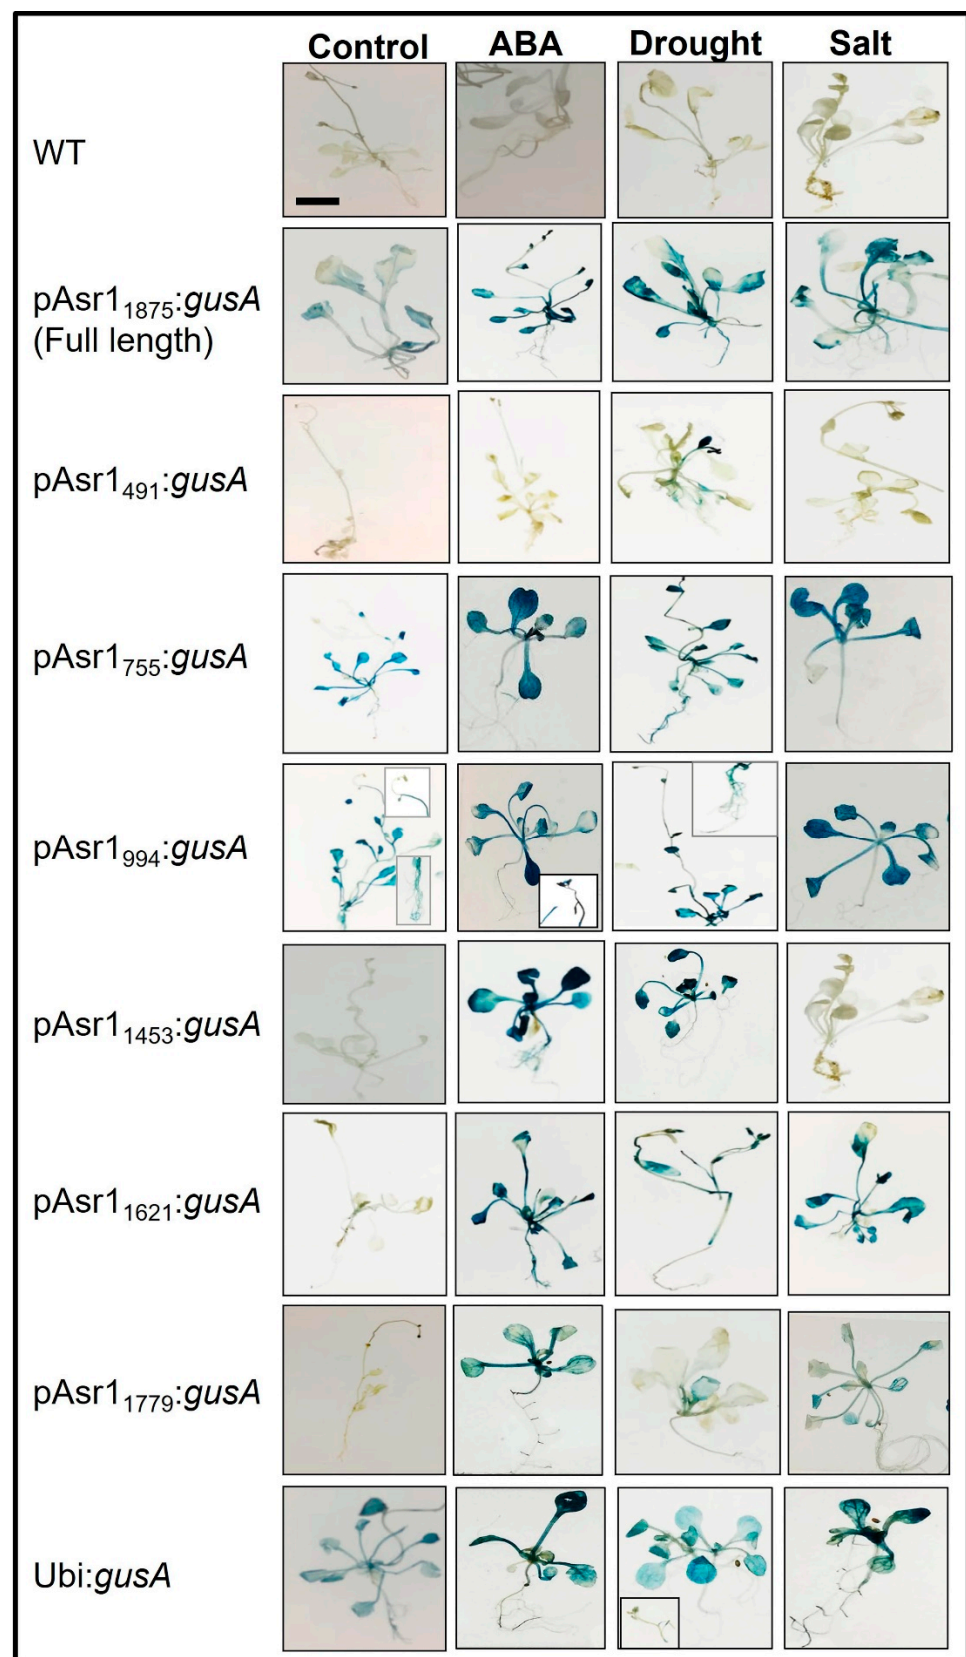 Control ABA Drought Salt
WT
pAsr1₁₈₇₅:gusA
(Full length)
pAsr1₄₉₁:gusA
pAsr1₇₅₅:gusA
pAsr1₉₉₄:gusA
pAsr1₁₄₅₃:gusA
pAsr1₁₆₂₁:gusA
pAsr1₁₇₇₉:gusA
Ubi:gusA